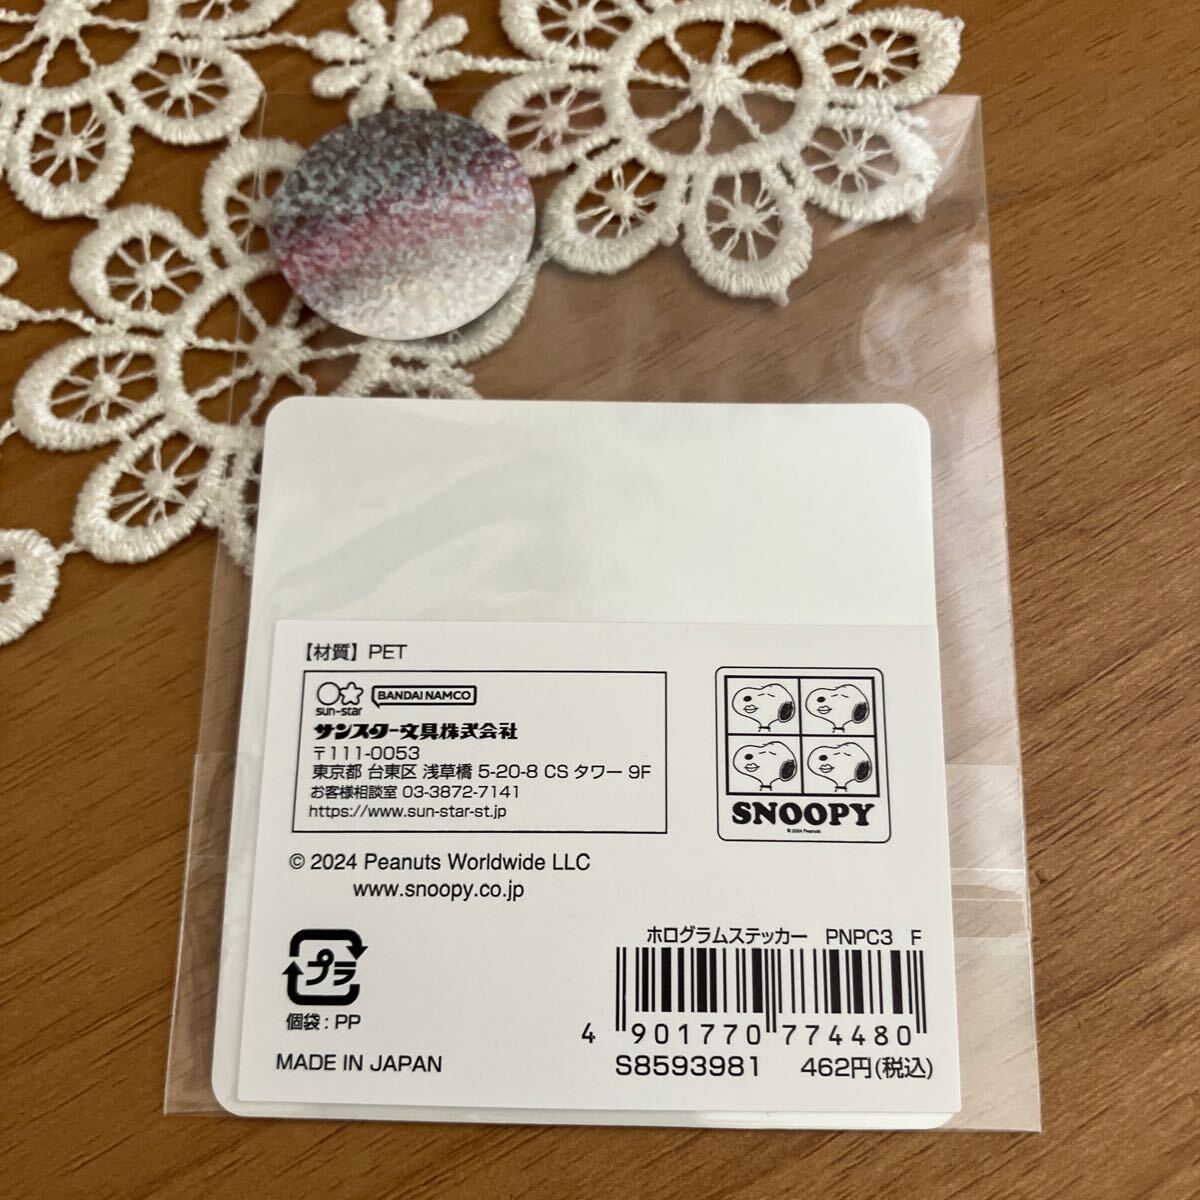 【材質】PET
sun-star BANDAI NAMCO
サンスター文具株式会社
〒111-0053
東京都 台東区 浅草橋 5-20-8 CS タワー 9F
お客様相談室 03-3872-7141
https://www.sun-star-st.jp
SNOOPY
© 2024 Peanuts
© 2024 Peanuts Worldwide LLC
www.snoopy.co.jp
プラ
個袋 : PP
MADE IN JAPAN
ホログラムステッカー PNPC3 F
4 901770 774480
S8593981 462円(税込)